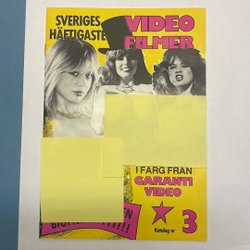 SVERIGES
HÄFTIGASTE
VIDEO
FILMER
I FÄRG FRÅN
GARANTI
VIDEO
Katalog nr 3